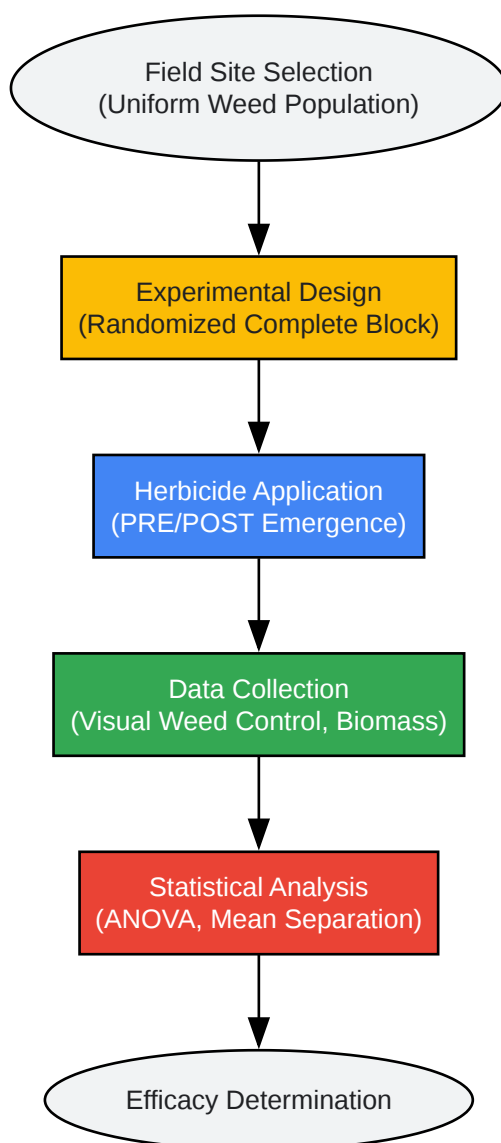 Field Site Selection
(Uniform Weed Population)
Experimental Design
(Randomized Complete Block)
Herbicide Application
(PRE/POST Emergence)
Data Collection
(Visual Weed Control, Biomass)
Statistical Analysis
(ANOVA, Mean Separation)
Efficacy Determination